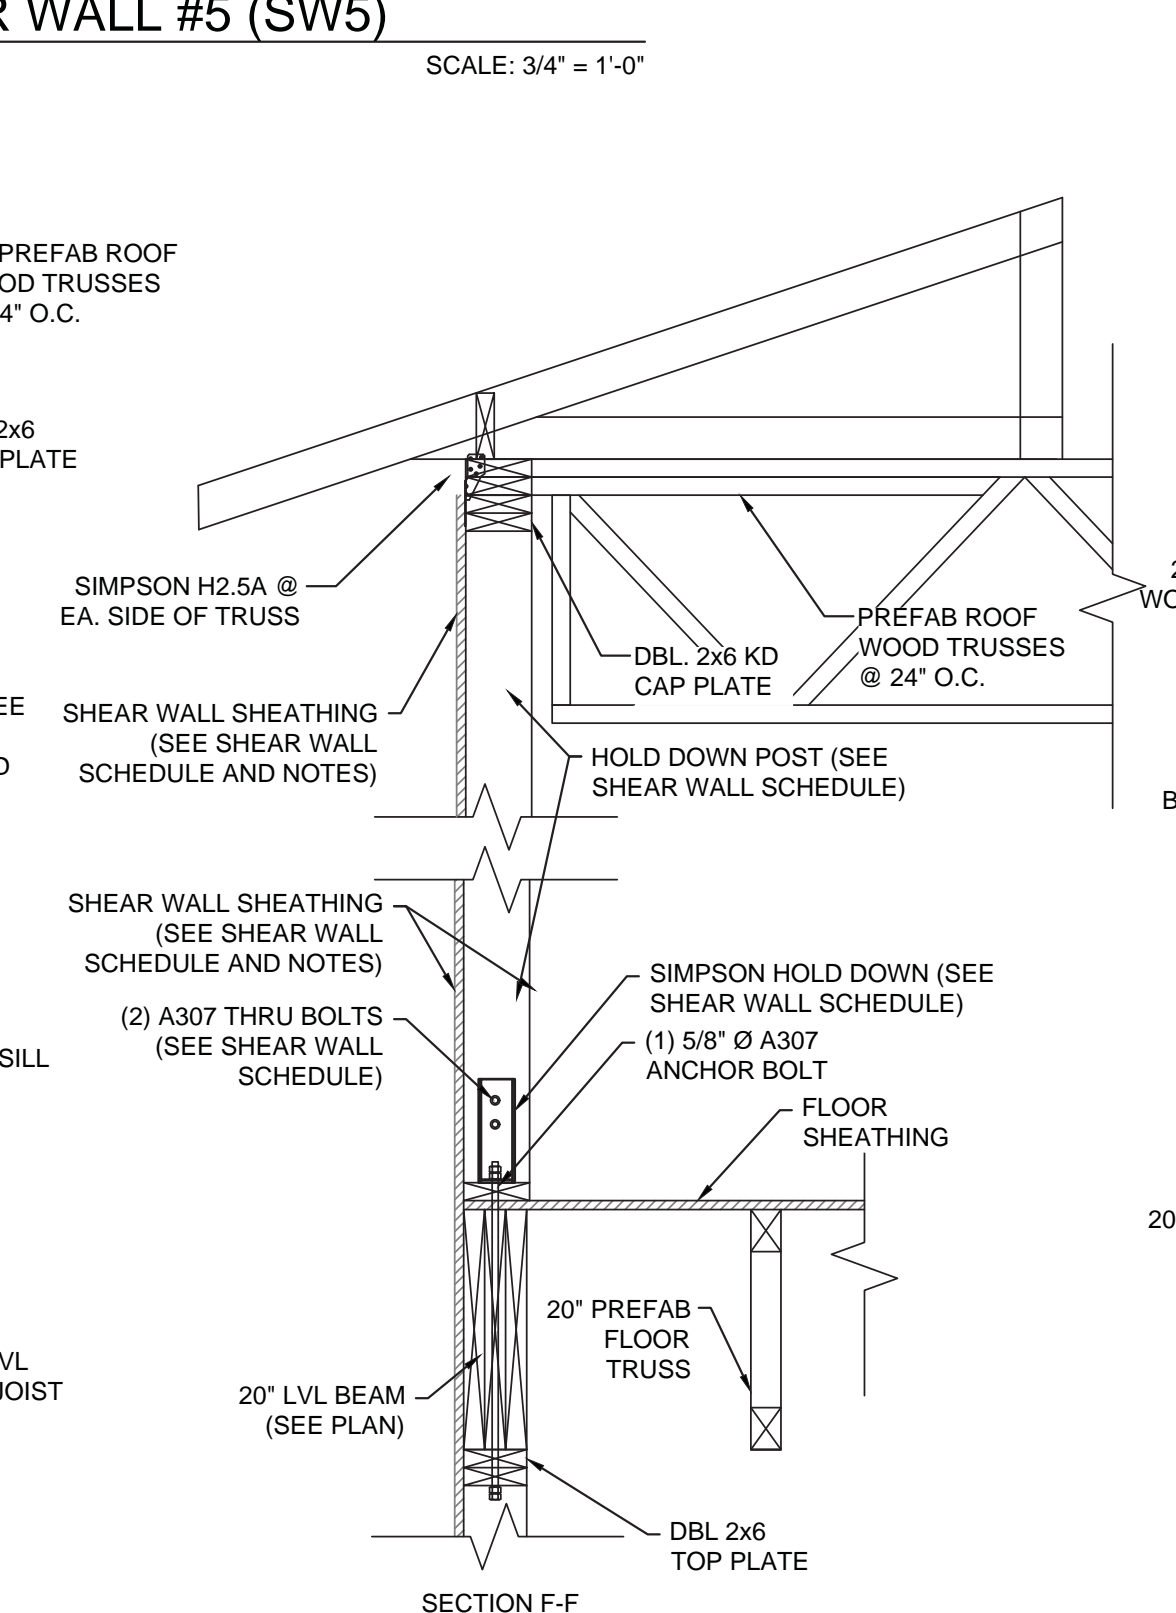 R WALL #5 (SW5)
SCALE: 3/4" = 1'-0"
PREFAB ROOF
OD TRUSSES
4" O.C.
2x6
PLATE
SIMPSON H2.5A @
EA. SIDE OF TRUSS
DBL. 2x6 KD
CAP PLATE
PREFAB ROOF
WOOD TRUSSES
@ 24" O.C.
2
WO
EE
D
SHEAR WALL SHEATHING
(SEE SHEAR WALL
SCHEDULE AND NOTES)
HOLD DOWN POST (SEE
SHEAR WALL SCHEDULE)
B
SHEAR WALL SHEATHING
(SEE SHEAR WALL
SCHEDULE AND NOTES)
SIMPSON HOLD DOWN (SEE
SHEAR WALL SCHEDULE)
(2) A307 THRU BOLTS
(SEE SHEAR WALL
SCHEDULE)
(1) 5/8" Ø A307
ANCHOR BOLT
SILL
FLOOR
SHEATHING
20
20" PREFAB
FLOOR
TRUSS
VL
JOIST
20" LVL BEAM
(SEE PLAN)
DBL 2x6
TOP PLATE
SECTION F-F